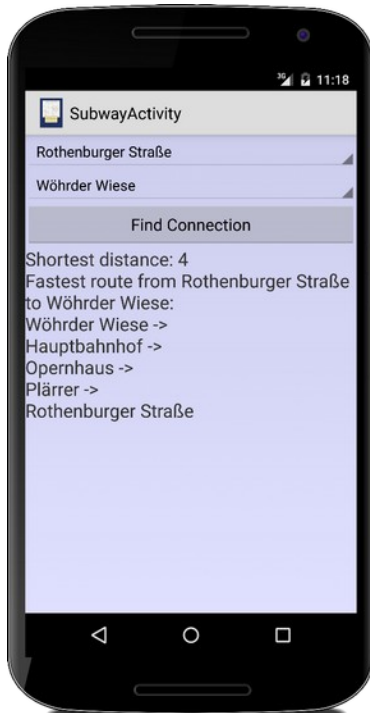 3G 11:18
SubwayActivity
Rothenburger Straße
Wöhrder Wiese
Find Connection
Shortest distance: 4
Fastest route from Rothenburger Straße
to Wöhrder Wiese:
Wöhrder Wiese ->
Hauptbahnhof ->
Opernhaus ->
Plärrer ->
Rothenburger Straße